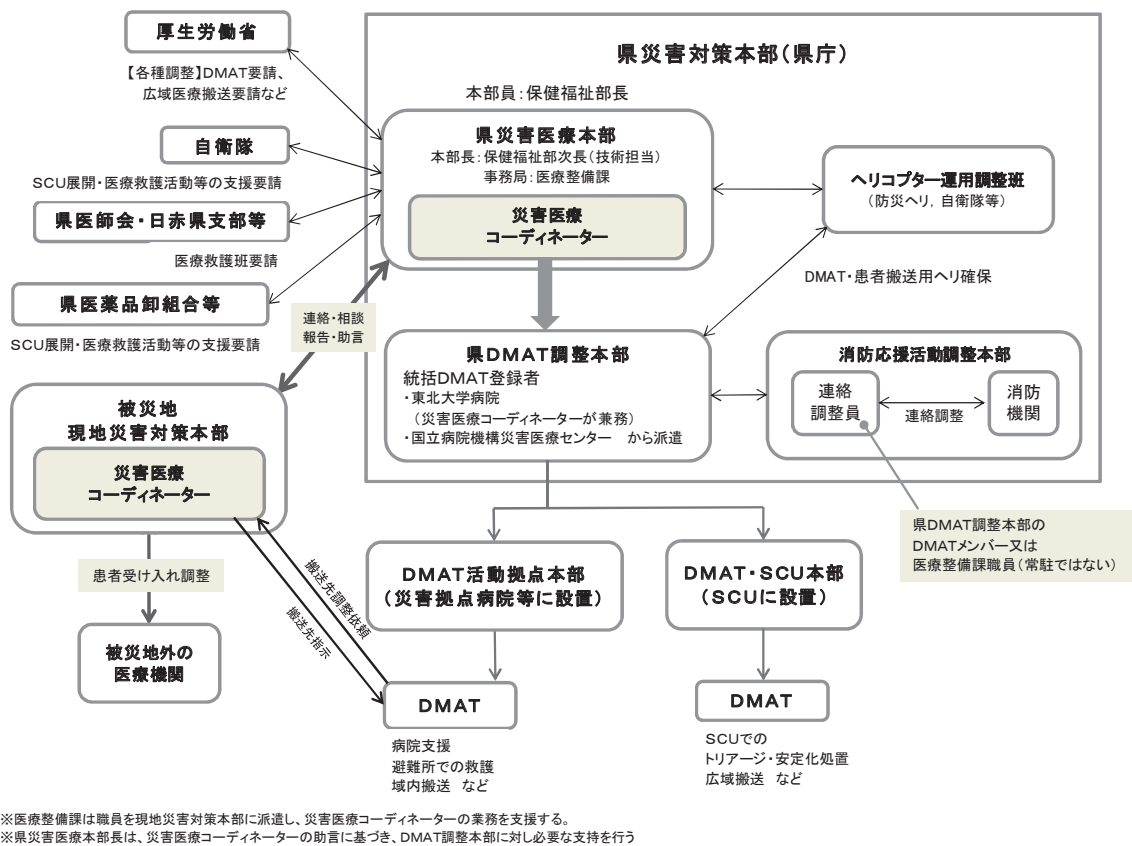 厚生労働省
【各種調整】DMAT要請、
広域医療搬送要請など
自衛隊
SCU展開・医療救護活動等の支援要請
県医師会・日赤県支部等
医療救護班要請
県医薬品卸組合等
SCU展開・医療救護活動等の支援要請
県災害対策本部(県庁)
本部員:保健福祉部長
県災害医療本部
本部長:保健福祉部次長(技術担当)
事務局:医療整備課
災害医療
コーディネーター
ヘリコプター運用調整班
(防災ヘリ,自衛隊等)
DMAT・患者搬送用ヘリ確保
連絡・相談
報告・助言
県DMAT調整本部
統括DMAT登録者
・東北大学病院
(災害医療コーディネーターが兼務)
・国立病院機構災害医療センター から派遣
消防応援活動調整本部
連絡
調整員
連絡調整
消防
機関
県DMAT調整本部の
DMATメンバー又は
医療整備課職員(常駐ではない)
被災地
現地災害対策本部
災害医療
コーディネーター
患者受け入れ調整
被災地外の
医療機関
搬送先調整依頼
搬送先指示
DMAT活動拠点本部
(災害拠点病院等に設置)
DMAT・SCU本部
(SCUに設置)
DMAT
病院支援
避難所での救護
域内搬送 など
DMAT
SCUでの
トリアージ・安定化処置
広域搬送 など
※医療整備課は職員を現地災害対策本部に派遣し、災害医療コーディネーターの業務を支援する。
※県災害医療本部長は、災害医療コーディネーターの助言に基づき、DMAT調整本部に対し必要な支持を行う